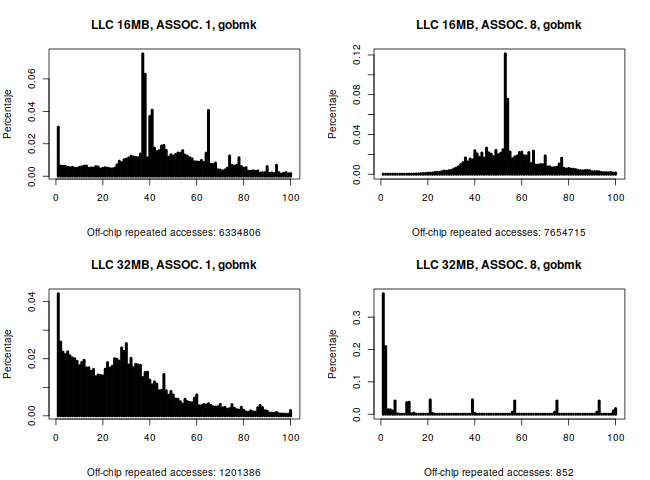 LLC 16MB, ASSOC. 1, gobmk
Percentaje
0.00 0.02 0.04 0.06
0 20 40 60 80 100
Off-chip repeated accesses: 6334806
LLC 16MB, ASSOC. 8, gobmk
Percentaje
0.00 0.04 0.08 0.12
0 20 40 60 80 100
Off-chip repeated accesses: 7654715
LLC 32MB, ASSOC. 1, gobmk
Percentaje
0.00 0.02 0.04
0 20 40 60 80 100
Off-chip repeated accesses: 1201386
LLC 32MB, ASSOC. 8, gobmk
Percentaje
0.0 0.1 0.2 0.3
0 20 40 60 80 100
Off-chip repeated accesses: 852